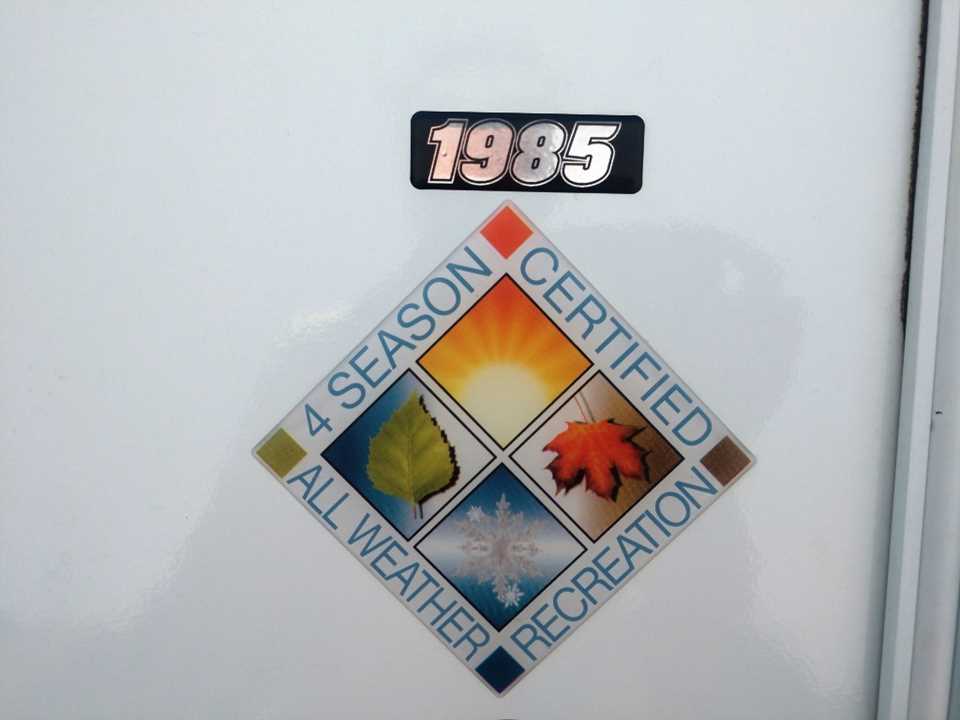 1985
4 SEASON
CERTIFIED
ALL WEATHER
RECREATION